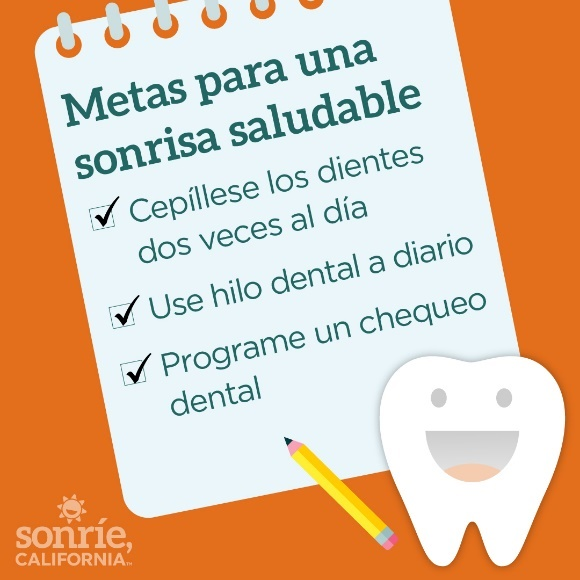 Metas para una
sonrisa saludable
Cepíllese los dientes
dos veces al día
Use hilo dental a diario
Programe un chequeo
dental
sonríe,
CALIFORNIA™